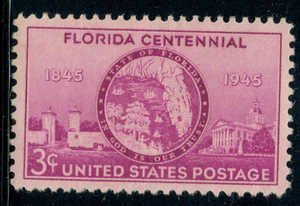 FLORIDA CENTENNIAL
1845
1945
STATE OF FLORIDA
IN GOD IS OUR TRUST
3¢
UNITED STATES POSTAGE